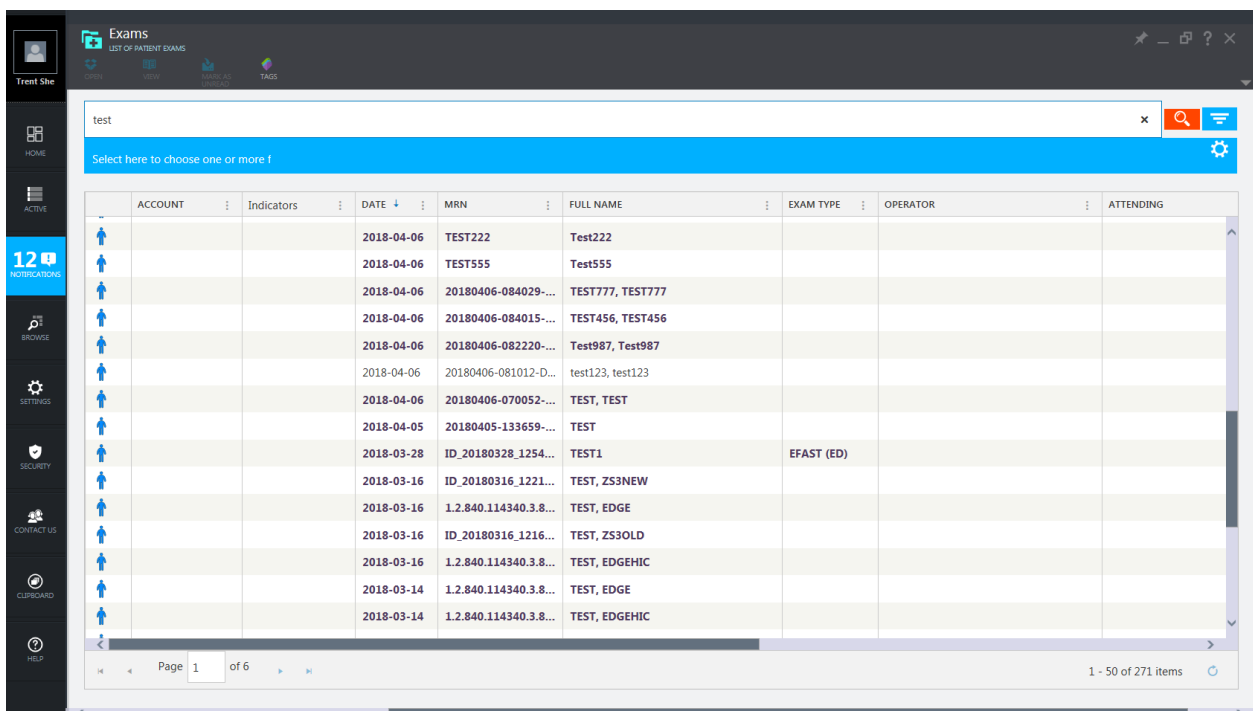 Exams
LIST OF PATIENT EXAMS
OPEN VIEW MARK AS UNREAD TAGS
Trent She
HOME
ACTIVE
12
NOTIFICATIONS
BROWSE
SETTINGS
SECURITY
CONTACT US
CLIPBOARD
HELP
test
Select here to choose one or more f
ACCOUNT Indicators DATE MRN FULL NAME EXAM TYPE OPERATOR ATTENDING
2018-04-06 TEST222 Test222
2018-04-06 TEST555 Test555
2018-04-06 20180406-084029-... TEST777, TEST777
2018-04-06 20180406-084015-... TEST456, TEST456
2018-04-06 20180406-082220-... Test987, Test987
2018-04-06 20180406-081012-D... test123, test123
2018-04-06 20180406-070052-... TEST, TEST
2018-04-05 20180405-133659-... TEST
2018-03-28 ID_20180328_1254... TEST1 EFAST (ED)
2018-03-16 ID_20180316_1221... TEST, ZS3NEW
2018-03-16 1.2.840.114340.3.8... TEST, EDGE
2018-03-16 ID_20180316_1216... TEST, ZS3OLD
2018-03-16 1.2.840.114340.3.8... TEST, EDGEHIC
2018-03-14 1.2.840.114340.3.8... TEST, EDGE
2018-03-14 1.2.840.114340.3.8... TEST, EDGEHIC
Page 1 of 6
1 - 50 of 271 items